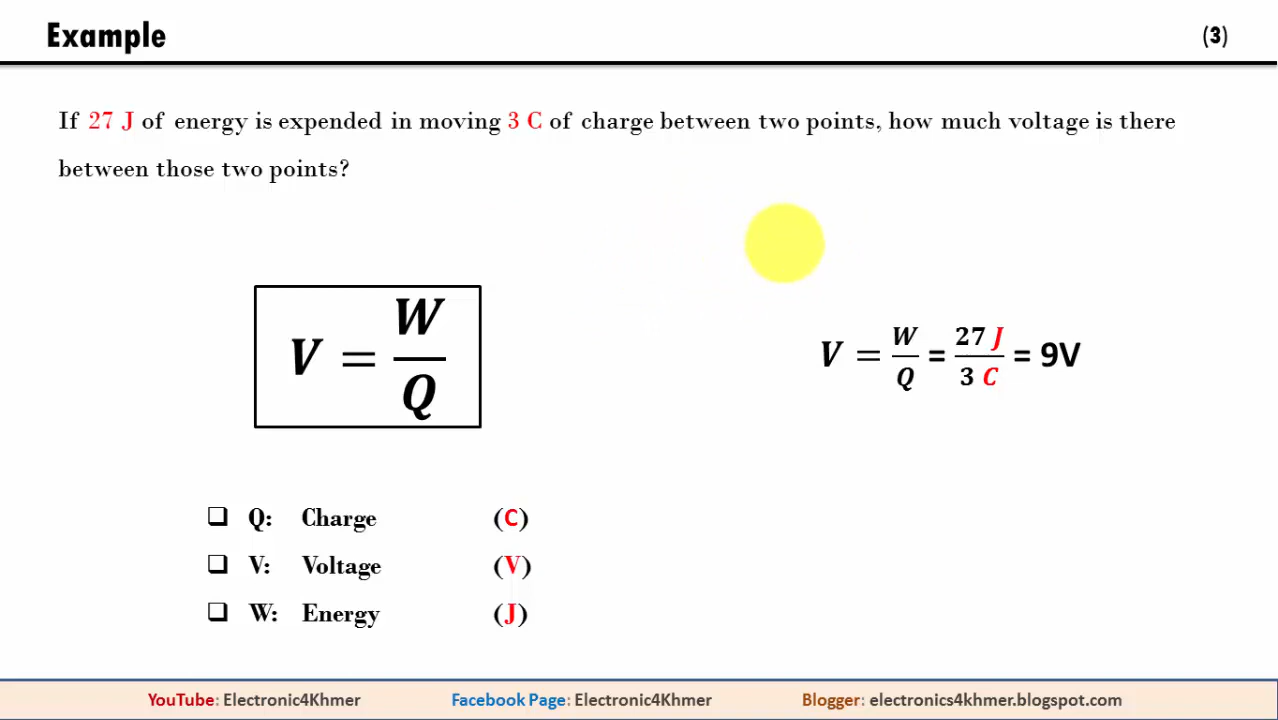 Example
(3)
If 27 J of energy is expended in moving 3 C of charge between two points, how much voltage is there
between those two points?
V = W/Q
V = W/Q = 27 J/3 C = 9V
❑ Q: Charge (C)
❑ V: Voltage (V)
❑ W: Energy (J)
YouTube: Electronic4Khmer Facebook Page: Electronic4Khmer Blogger: electronics4khmer.blogspot.com